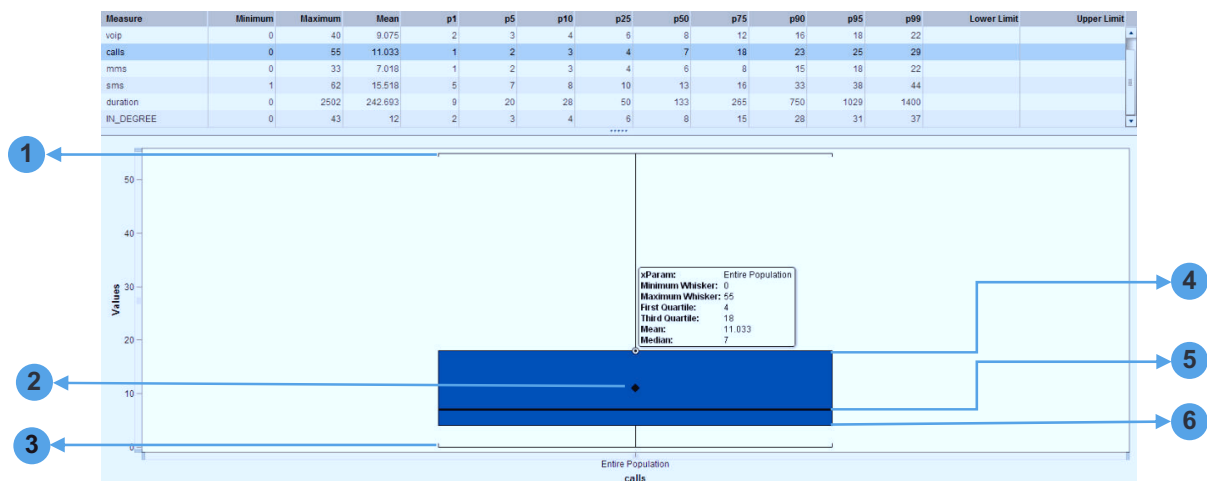 Measure Minimum Maximum Mean p1 p5 p10 p25 p50 p75 p90 p95 p99 Lower Limit Upper Limit
voip 0 40 9.075 2 3 4 6 8 12 16 18 22
calls 0 55 11.033 1 2 3 4 7 18 23 25 29
mms 0 33 7.018 1 2 3 4 6 8 15 18 22
sms 1 62 15.518 5 7 8 10 13 16 33 38 44
duration 0 2502 242.693 9 20 28 50 133 265 750 1029 1400
IN_DEGREE 0 43 12 2 3 4 6 8 15 28 31 37
1
50
40
30
20
10
0
Values
xParam: Entire Population
Minimum Whisker: 0
Maximum Whisker: 55
First Quartile: 4
Third Quartile: 18
Mean: 11.033
Median: 7
4
5
2
6
3
Entire Population
calls